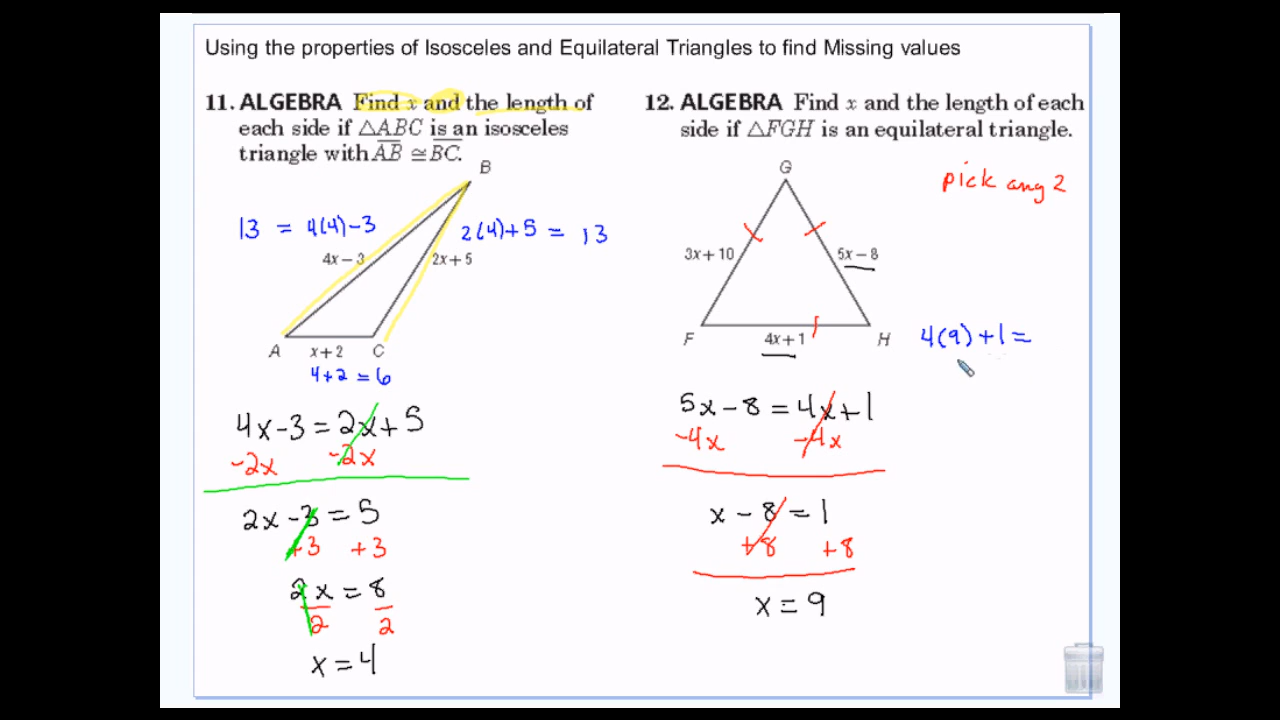 Using the properties of Isosceles and Equilateral Triangles to find Missing values
11. ALGEBRA Find x and the length of
each side if △ABC is an isosceles
triangle with AB ≅ BC.
B
13 = 4(4)-3
2(4)+5 = 13
4x − 3
2x + 5
A
x + 2
C
4+2 = 6
4x-3 = 2x+5
-2x -2x
2x -3 = 5
+3 +3
2x = 8
2 2
x = 4
12. ALGEBRA Find x and the length of each
side if △FGH is an equilateral triangle.
pick any 2
G
3x + 10
5x − 8
F
4x + 1
H
4(9)+1=
5x-8 = 4x+1
-4x -4x
x - 8 = 1
+8 +8
x = 9